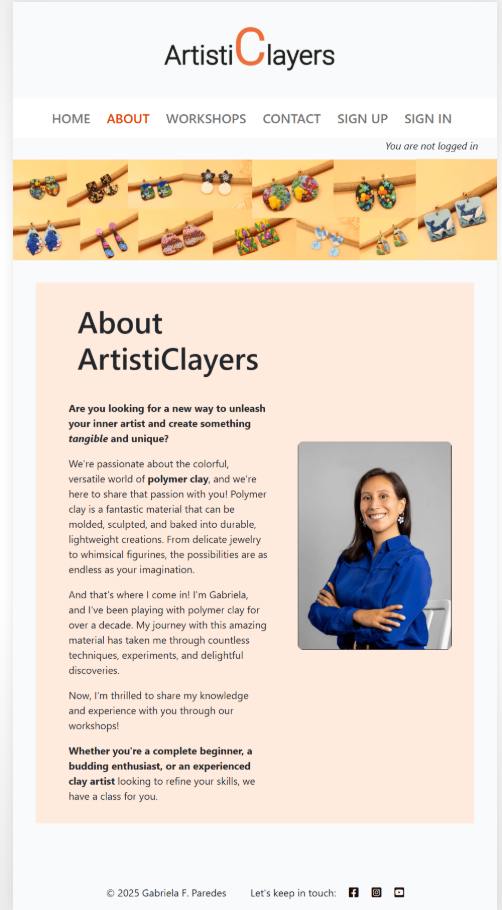 ArtistiClayers
HOME ABOUT WORKSHOPS CONTACT SIGN UP SIGN IN
You are not logged in
About
ArtistiClayers
Are you looking for a new way to unleash
your inner artist and create something
tangible and unique?
We're passionate about the colorful,
versatile world of polymer clay, and we're
here to share that passion with you! Polymer
clay is a fantastic material that can be
molded, sculpted, and baked into durable,
lightweight creations. From delicate jewelry
to whimsical figurines, the possibilities are as
endless as your imagination.
And that's where I come in! I'm Gabriela,
and I've been playing with polymer clay for
over a decade. My journey with this amazing
material has taken me through countless
techniques, experiments, and delightful
discoveries.
Now, I'm thrilled to share my knowledge
and experience with you through our
workshops!
Whether you're a complete beginner, a
budding enthusiast, or an experienced
clay artist looking to refine your skills, we
have a class for you.
© 2025 Gabriela F. Paredes Let's keep in touch: